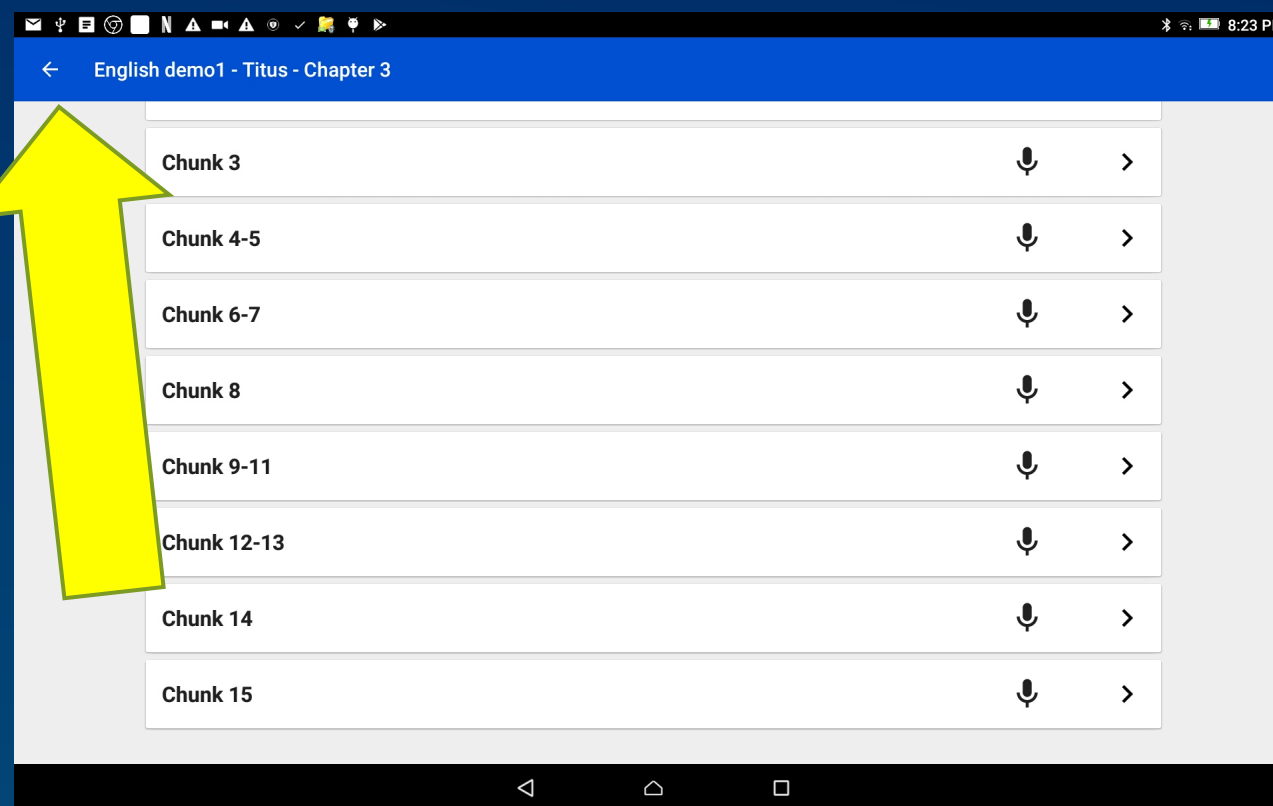 8:23 P
English demo1 - Titus - Chapter 3
Chunk 3
Chunk 4-5
Chunk 6-7
Chunk 8
Chunk 9-11
Chunk 12-13
Chunk 14
Chunk 15